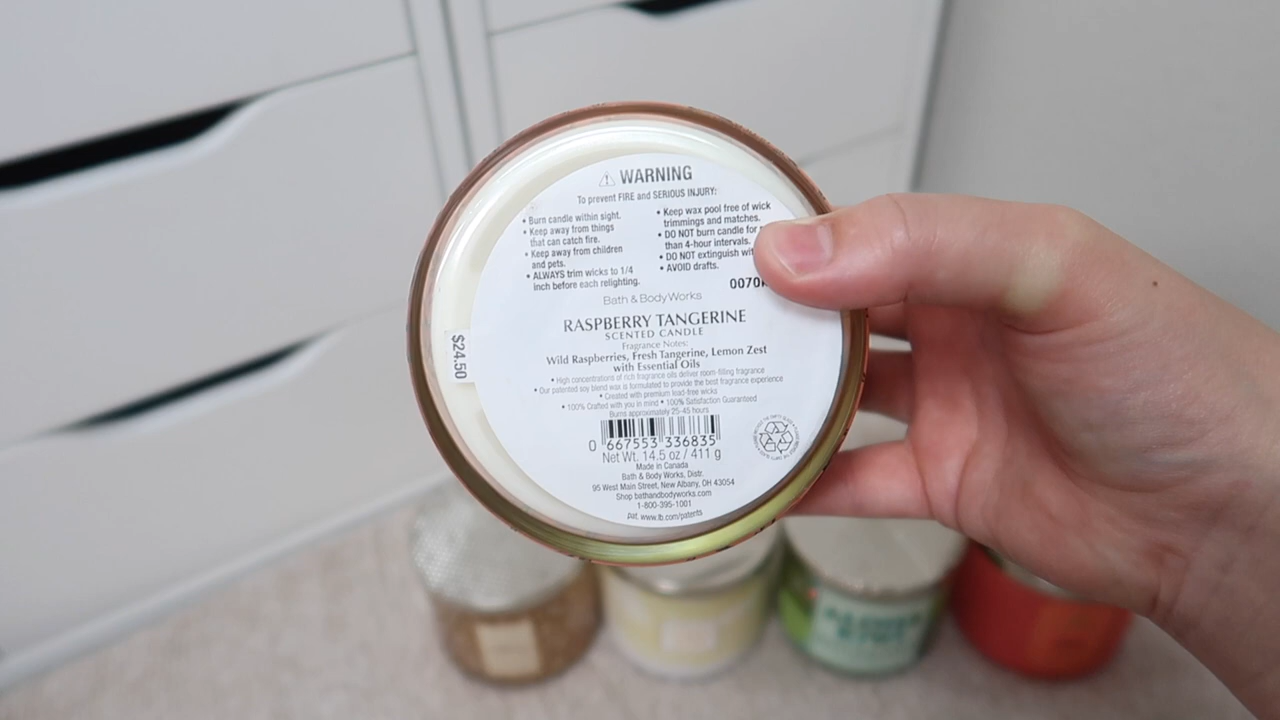 WARNING
To prevent FIRE and SERIOUS INJURY:
• Burn candle within sight.
• Keep away from things
that can catch fire.
• Keep away from children
and pets.
• ALWAYS trim wicks to 1/4
inch before each relighting.
• Keep wax pool free of wick
trimmings and matches.
• DO NOT burn candle for
than 4-hour intervals.
• DO NOT extinguish
• AVOID drafts.
0070
Bath & Body Works
RASPBERRY TANGERINE
SCENTED CANDLE
Fragrance Notes:
Wild Raspberries, Fresh Tangerine, Lemon Zest
with Essential Oils
• High concentrations of rich fragrance oils deliver room-filling fragrance
• Our patented soy blend wax is formulated to provide the best fragrance experience
• Created with premium lead-free wicks
• 100% Crafted with you in mind • 100% Satisfaction Guaranteed
Burns approximately 25-45 hours
$24.50
0 667553 336835
Net Wt. 14.5 oz / 411 g
Made in Canada
Bath & Body Works, Distr.
95 West Main Street, New Albany, OH 43054
Shop bathandbodyworks.com
1-800-395-1001
pat. www.lb.com/patents